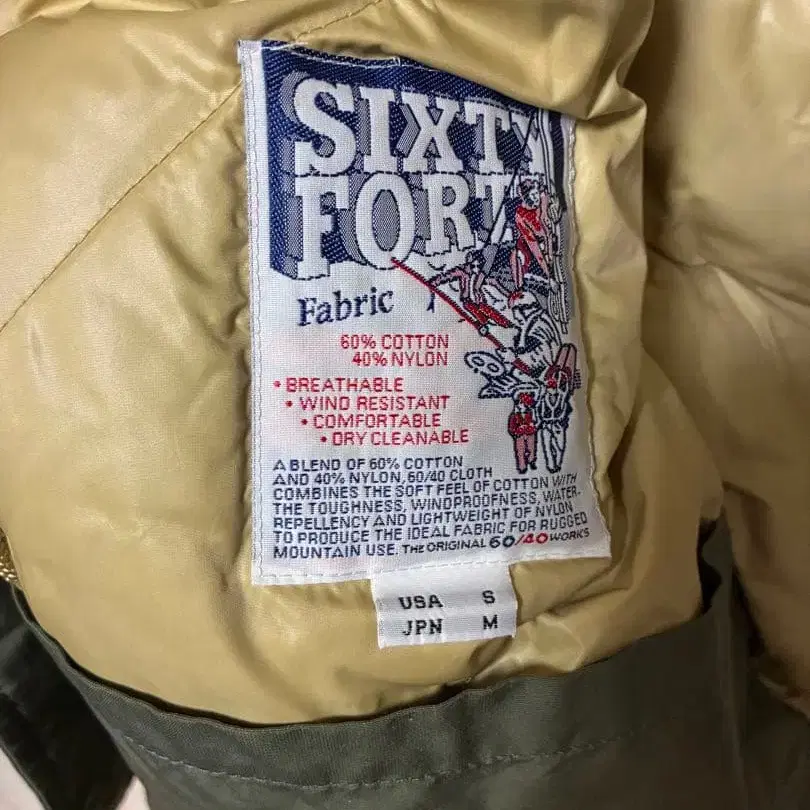 SIXTY
FORTY
Fabric
60% COTTON
40% NYLON
• BREATHABLE
• WIND RESISTANT
• COMFORTABLE
• DRY CLEANABLE
A BLEND OF 60% COTTON
AND 40% NYLON, 60/40 CLOTH
COMBINES THE SOFT FEEL OF COTTON WITH
THE TOUGHNESS, WINDPROOFNESS, WATER-
REPELLENCY AND LIGHTWEIGHT OF NYLON
TO PRODUCE THE IDEAL FABRIC FOR RUGGED
MOUNTAIN USE. THE ORIGINAL 60/40 WORKS
USA S
JPN M